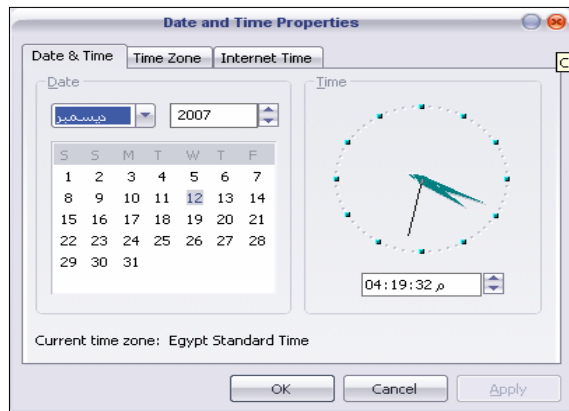 Date and Time Properties
Date & Time Time Zone Internet Time
Date
Time
ديسمبر 2007
S S M T W T F
1 2 3 4 5 6 7
8 9 10 11 12 13 14
15 16 17 18 19 20 21
22 23 24 25 26 27 28
29 30 31
04:19:32 م
Current time zone: Egypt Standard Time
OK Cancel Apply